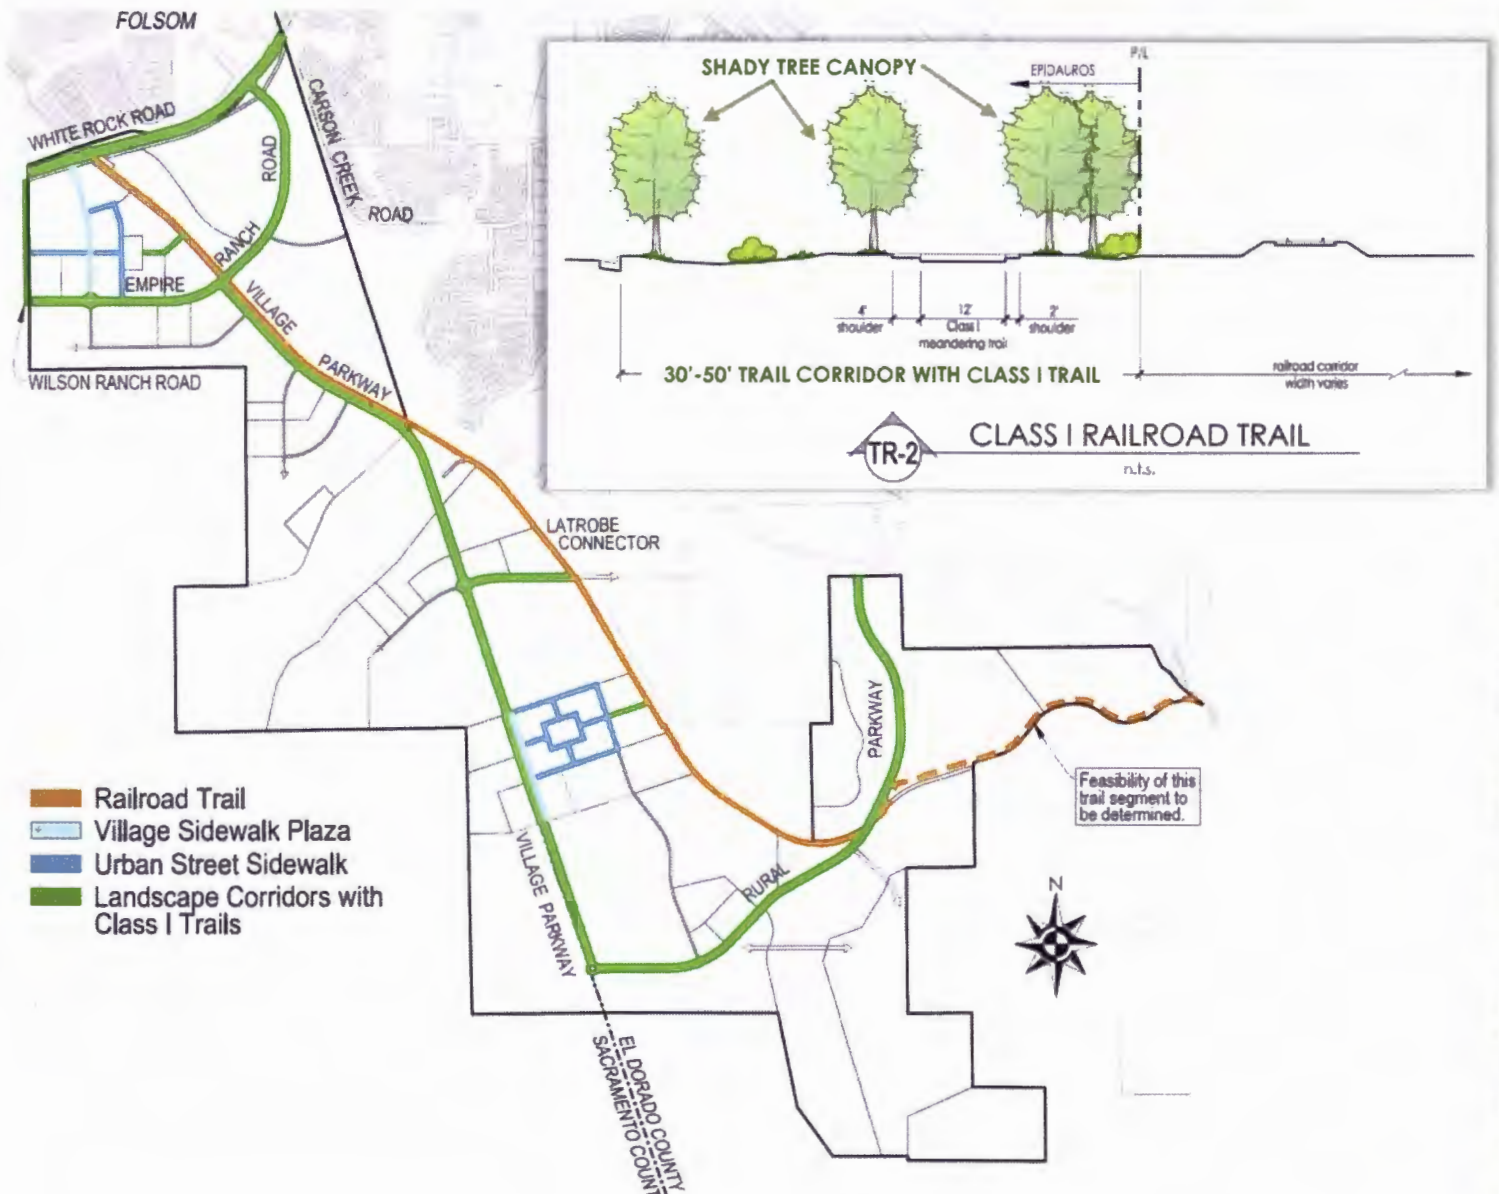 FOLSOM
WHITE ROCK ROAD
CARSON CREEK
ROAD
ROAD
RANCH
EMPIRE
VILLAGE
PARKWAY
WILSON RANCH ROAD
SHADY TREE CANOPY
EPIDAUROS
P/L
4'
shoulder
12'
Class I
meandering trail
2'
shoulder
30'-50' TRAIL CORRIDOR WITH CLASS I TRAIL
railroad corridor
width varies
TR-2
CLASS I RAILROAD TRAIL
n.t.s.
LATROBE
CONNECTOR
PARKWAY
Feasibility of this
trail segment to
be determined.
Railroad Trail
Village Sidewalk Plaza
Urban Street Sidewalk
Landscape Corridors with
Class I Trails
VILLAGE PARKWAY
RURAL
N
EL DORADO COUNTY
SACRAMENTO COUNT